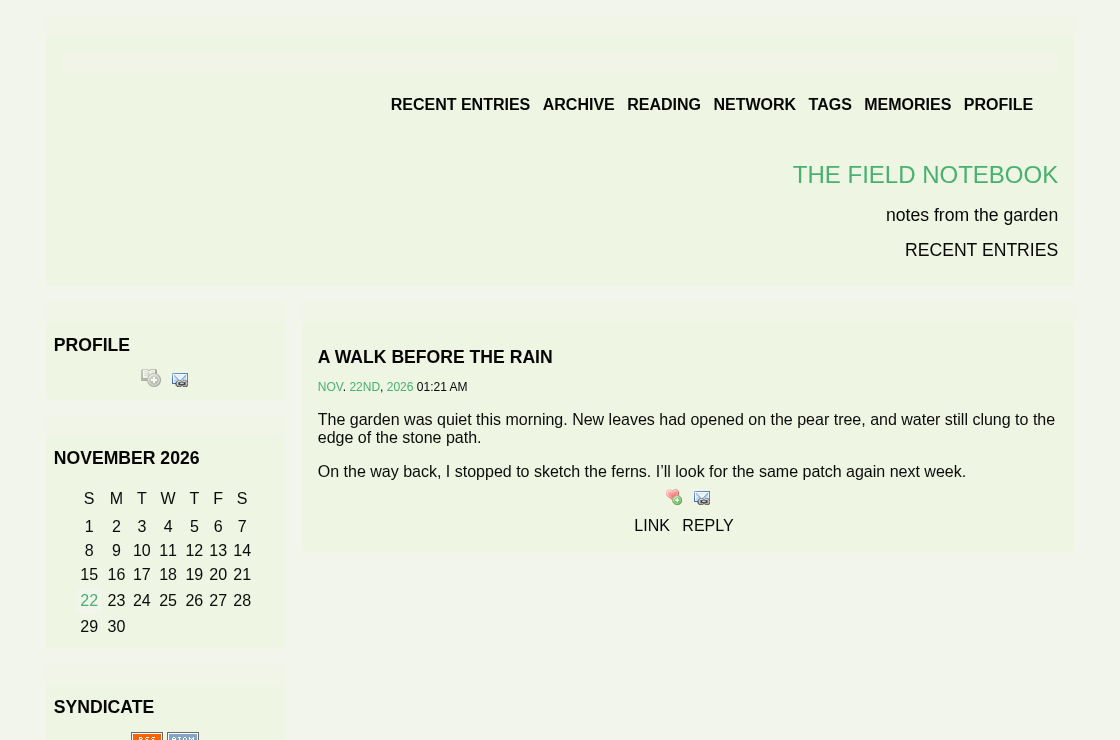 RECENT ENTRIES ARCHIVE READING NETWORK TAGS MEMORIES PROFILE
THE FIELD NOTEBOOK
notes from the garden
RECENT ENTRIES
PROFILE
NOVEMBER 2026
S M T W T F S
1 2 3 4 5 6 7
8 9 10 11 12 13 14
15 16 17 18 19 20 21
22 23 24 25 26 27 28
29 30
SYNDICATE
RSS ATOM
A WALK BEFORE THE RAIN
NOV. 22ND, 2026 01:21 AM
The garden was quiet this morning. New leaves had opened on the pear tree, and water still clung to the
edge of the stone path.
On the way back, I stopped to sketch the ferns. I’ll look for the same patch again next week.
LINK REPLY